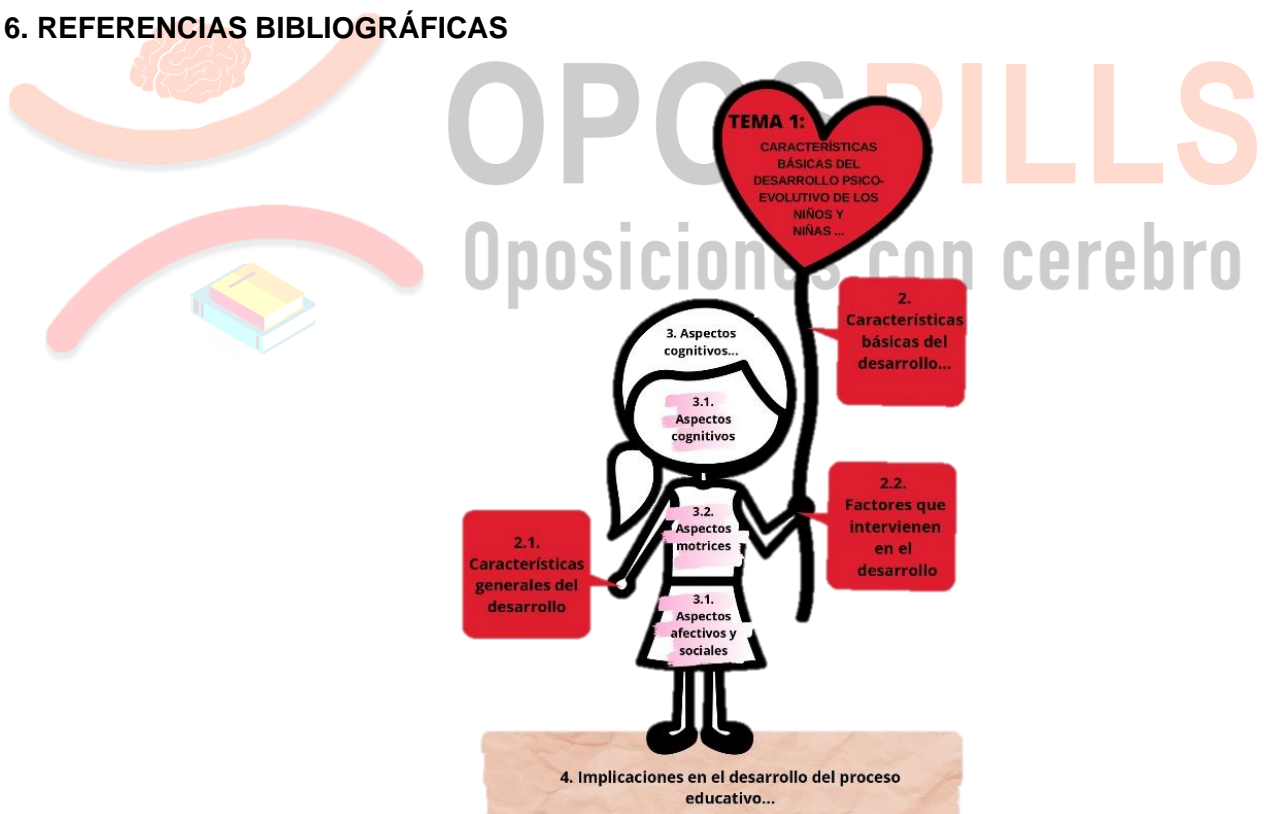 6. REFERENCIAS BIBLIOGRÁFICAS
OPOSPILLS
Oposiciones con cerebro
TEMA 1:
CARACTERÍSTICAS
BÁSICAS DEL
DESARROLLO PSICO-
EVOLUTIVO DE LOS
NIÑOS Y
NIÑAS ...
2.
Características
básicas del
desarrollo...
3. Aspectos
cognitivos...
3.1.
Aspectos
cognitivos
2.2.
Factores que
intervienen
en el
desarrollo
3.2.
Aspectos
motrices
2.1.
Características
generales del
desarrollo
3.1.
Aspectos
afectivos y
sociales
4. Implicaciones en el desarrollo del proceso
educativo...